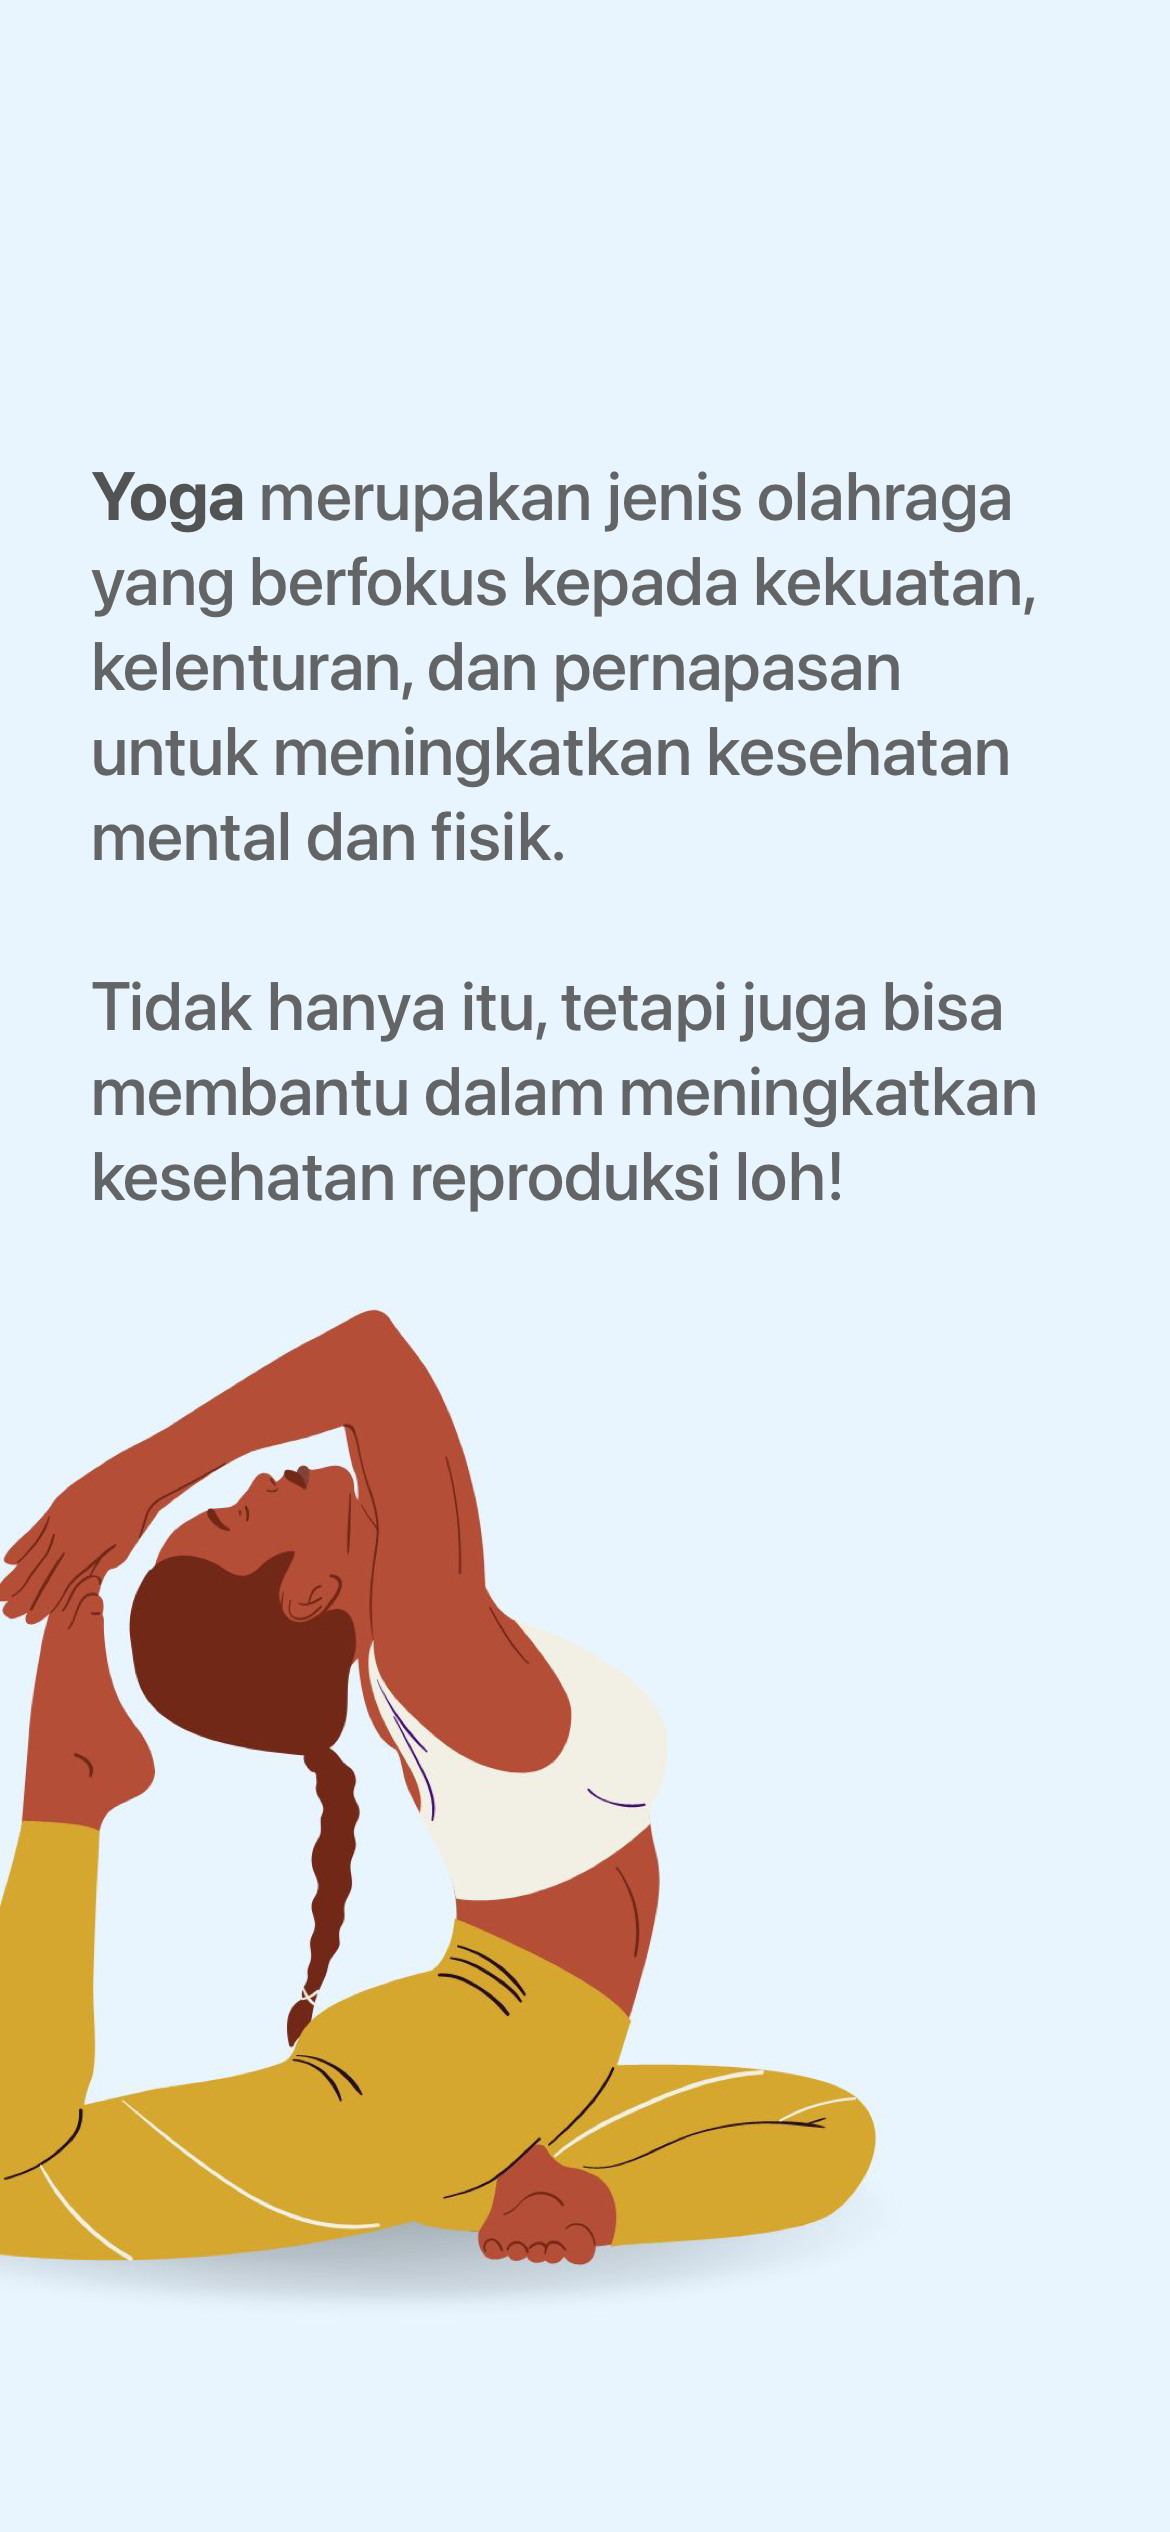 Yoga merupakan jenis olahraga
yang berfokus kepada kekuatan,
kelenturan, dan pernapasan
untuk meningkatkan kesehatan
mental dan fisik.
Tidak hanya itu, tetapi juga bisa
membantu dalam meningkatkan
kesehatan reproduksi loh!